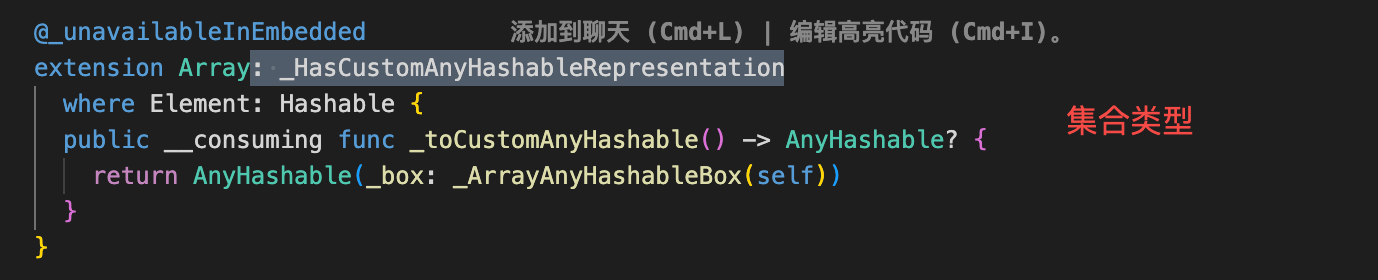 @_unavailableInEmbedded 添加到聊天 (Cmd+L) | 编辑高亮代码 (Cmd+I)。
extension Array: _HasCustomAnyHashableRepresentation
where Element: Hashable {
public __consuming func _toCustomAnyHashable() -> AnyHashable? {
集合类型
return AnyHashable(_box: _ArrayAnyHashableBox(self))
}
}